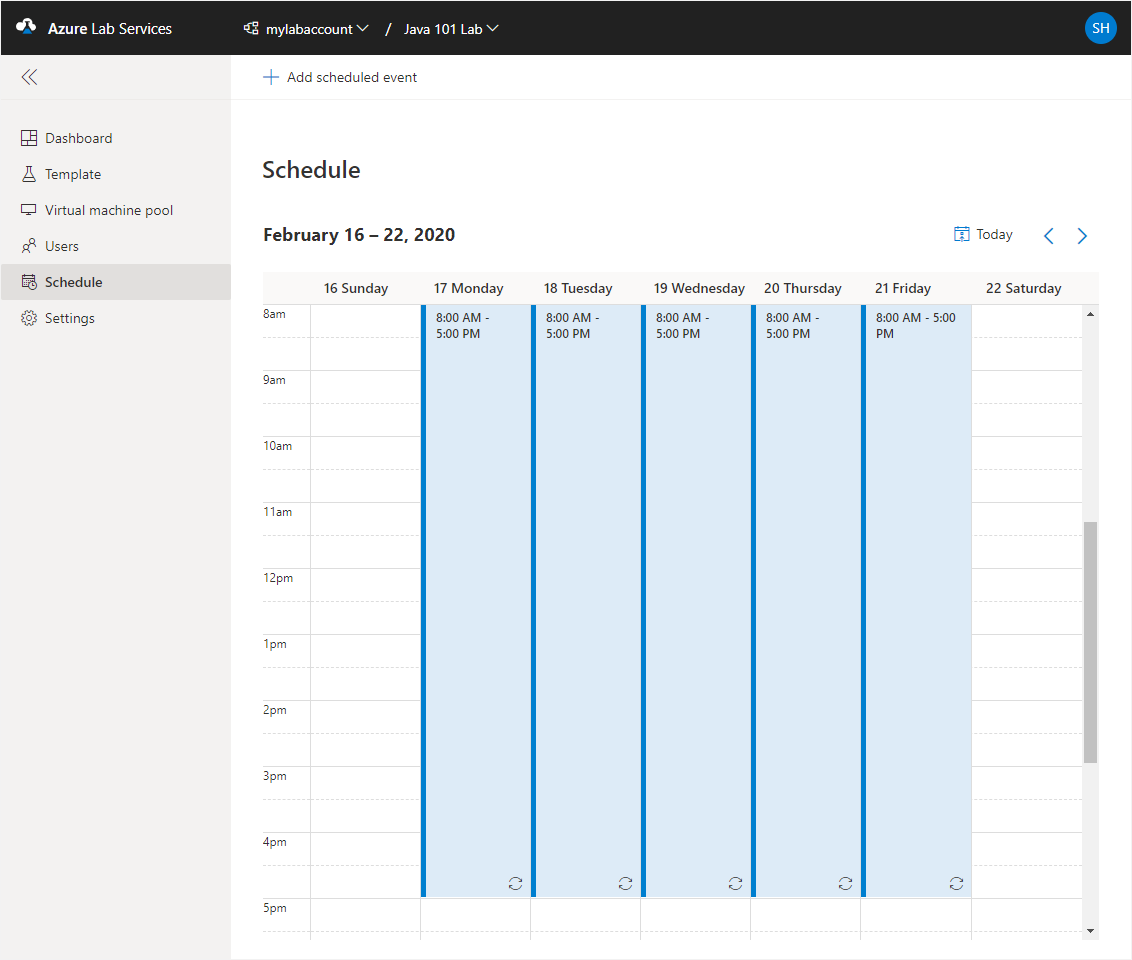 Azure Lab Services
mylabaccount / Java 101 Lab
SH
Add scheduled event
Dashboard
Template
Virtual machine pool
Users
Schedule
Settings
Schedule
February 16 – 22, 2020
Today
16 Sunday
17 Monday
18 Tuesday
19 Wednesday
20 Thursday
21 Friday
22 Saturday
8am
8:00 AM -
5:00 PM
8:00 AM -
5:00 PM
8:00 AM -
5:00 PM
8:00 AM -
5:00 PM
8:00 AM - 5:00
PM
9am
10am
11am
12pm
1pm
2pm
3pm
4pm
5pm